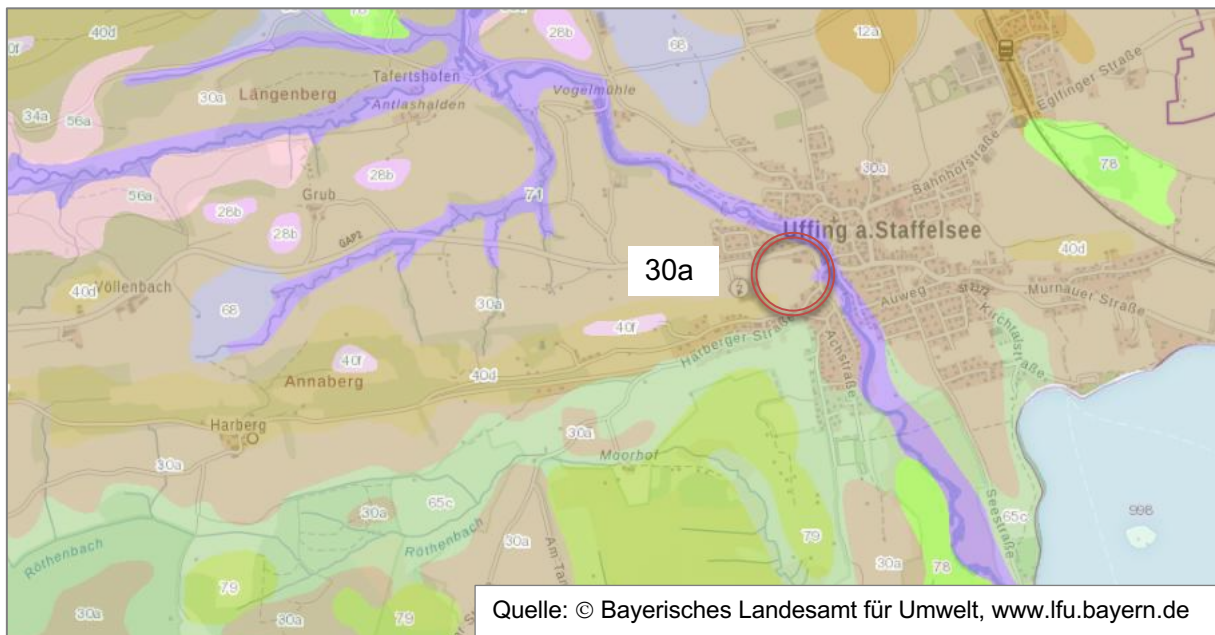 40d
28b
68
12a
Eglfinger Straße
Tafertshofen
Antlashalden
Vogelmühle
30a
Längenberg
34a
56a
30a
Bahnhofstraße
78
28b
56a
Grub
71
28b
GAP2
Uffing a.Staffelsee
30a
40d
40d
Völlenbach
68
30a
Auweg
ST2372
Murnauer Straße
Kirchtalstraße
40f
Harberger Straße
Achstraße
40f
Annaberg
40d
Harberg
30a
30a
Moorhof
65c
30a
Röthenbach
Röthenbach
30a
79
Seestraße
65c
998
79
30a
78
30a
30a
79
Quelle: © Bayerisches Landesamt für Umwelt, www.lfu.bayern.de